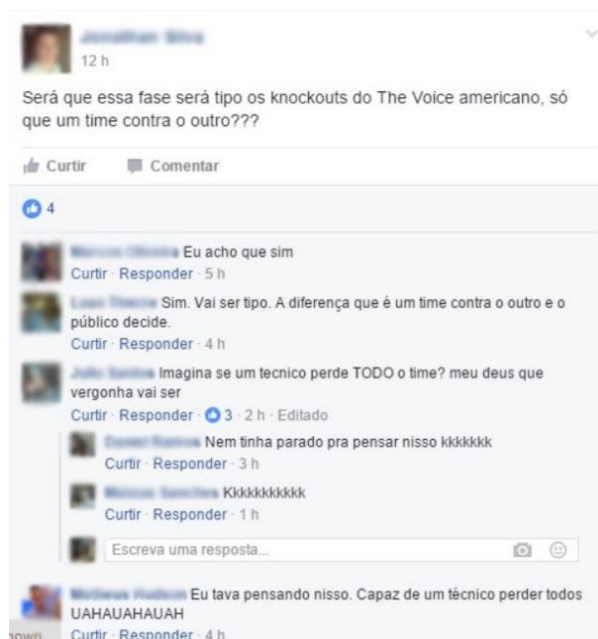 12 h
Será que essa fase será tipo os knockouts do The Voice americano, só
que um time contra o outro???
Curtir Comentar
4
Eu acho que sim
Curtir · Responder · 5 h
Sim. Vai ser tipo. A diferença que é um time contra o outro e o
público decide.
Curtir · Responder · 4 h
Imagina se um tecnico perde TODO o time? meu deus que
vergonha vai ser
Curtir · Responder · 3 · 2 h · Editado
Nem tinha parado pra pensar nisso kkkkkkk
Curtir · Responder · 3 h
Kkkkkkkkkkk
Curtir · Responder · 1 h
Escreva uma resposta...
Eu tava pensando nisso. Capaz de um técnico perder todos
UAHAUAHAUAH
Curtir · Responder · 4 h